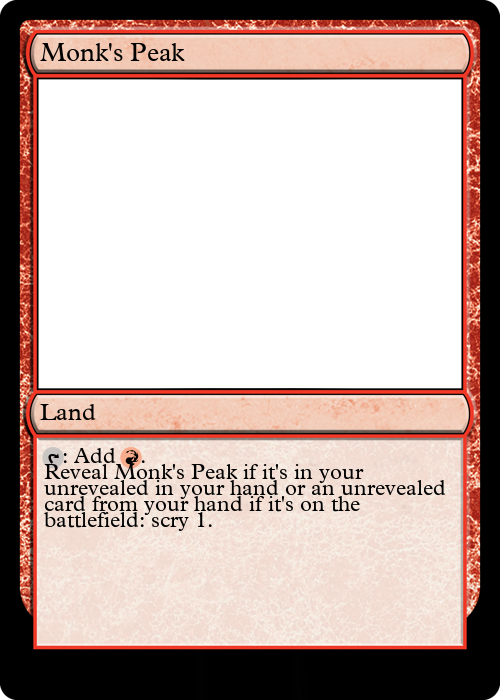 Monk's Peak
Land
: Add .
Reveal Monk's Peak if it's in your
unrevealed in your hand or an unrevealed
card from your hand if it's on the
battlefield: scry 1.